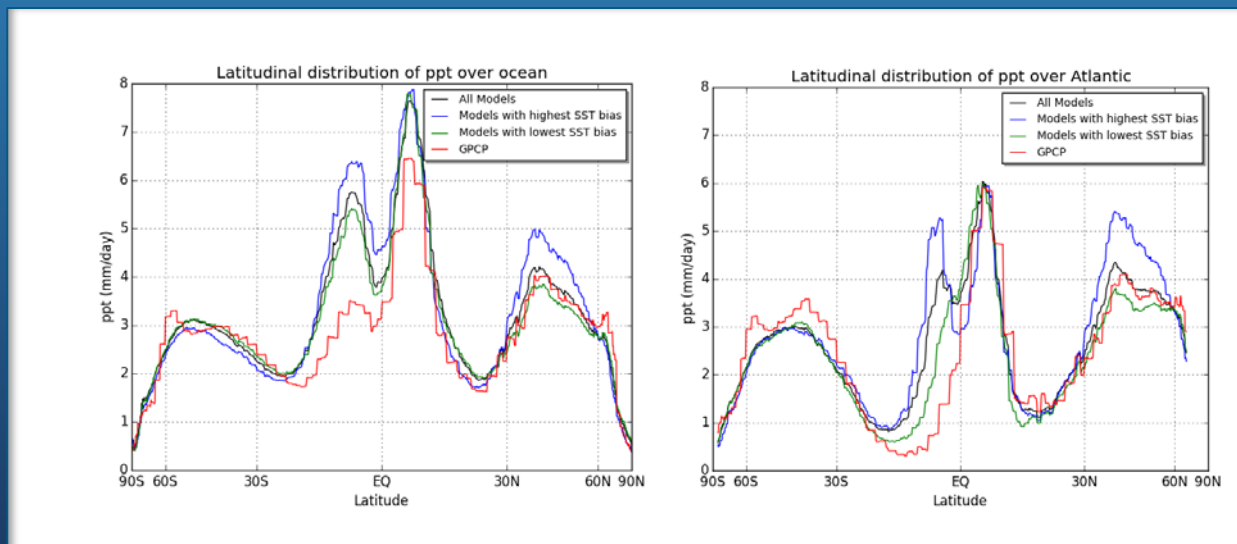 Latitudinal distribution of ppt over ocean
8
7
6
5
4
3
2
1
0
ppt (mm/day)
All Models
Models with highest SST bias
Models with lowest SST bias
GPCP
90S 60S 30S EQ 30N 60N 90N
Latitude
Latitudinal distribution of ppt over Atlantic
8
7
6
5
4
3
2
1
0
ppt (mm/day)
All Models
Models with highest SST bias
Models with lowest SST bias
GPCP
90S 60S 30S EQ 30N 60N 90N
Latitude